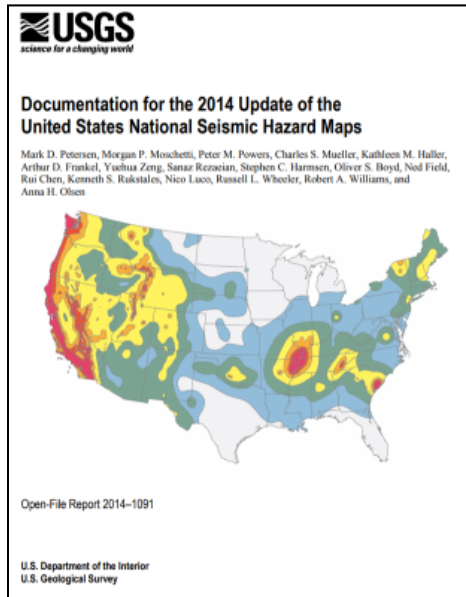 USGS
science for a changing world
Documentation for the 2014 Update of the
United States National Seismic Hazard Maps
Mark D. Petersen, Morgan P. Moschetti, Peter M. Powers, Charles S. Mueller, Kathleen M. Haller,
Arthur D. Frankel, Yuehua Zeng, Sanaz Rezaeian, Stephen C. Harmsen, Oliver S. Boyd, Ned Field,
Rui Chen, Kenneth S. Rukstales, Nico Luco, Russell L. Wheeler, Robert A. Williams, and
Anna H. Olsen
Open-File Report 2014–1091
U.S. Department of the Interior
U.S. Geological Survey